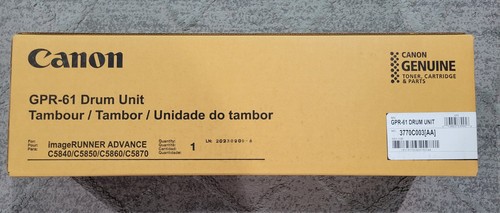 Canon
GPR-61 Drum Unit
Tambour / Tambor / Unidade do tambor
For:
Pour:
Para:
imageRUNNER ADVANCE
C5840/C5850/C5860/C5870
Quantity:
Quantité:
Cantidad:
Quantidade:
1
CANON
GENUINE
TONER, CARTRIDGE
& PARTS
GPR-61 DRUM UNIT
3770C003[AA]